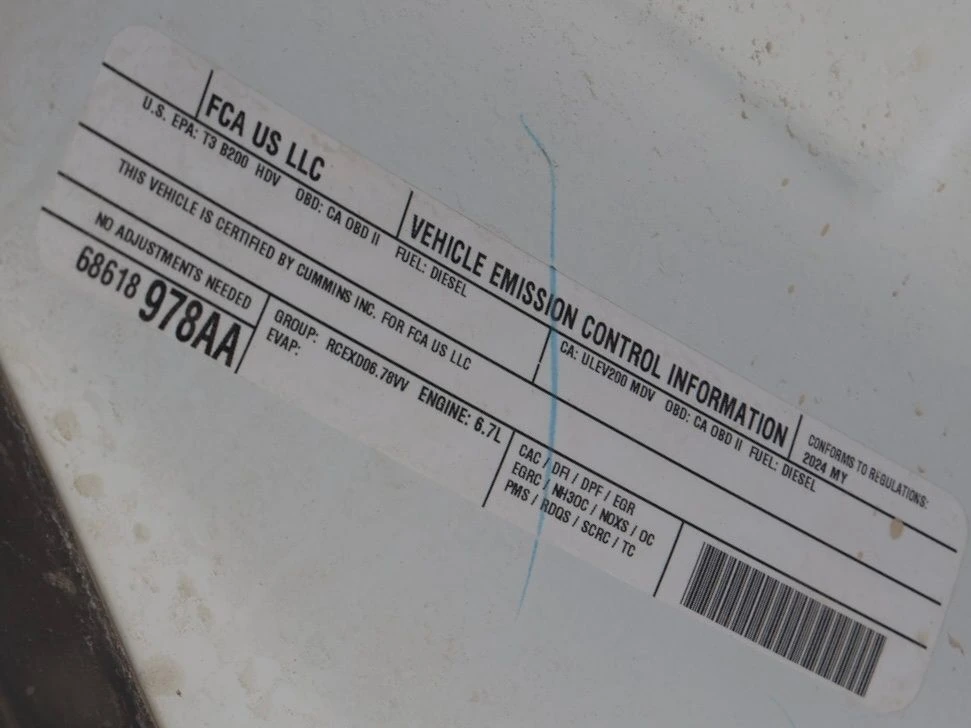 FCA US LLC
VEHICLE EMISSION CONTROL INFORMATION
CONFORMS TO REGULATIONS:
2024 MY
U.S. EPA: T3 B200 HDV OBD: CA OBD II FUEL: DIESEL
CA: ULEV200 MDV OBD: CA OBD II FUEL: DIESEL
THIS VEHICLE IS CERTIFIED BY CUMMINS INC. FOR FCA US LLC
NO ADJUSTMENTS NEEDED
68618978AA
GROUP: RCEXD06.78VV ENGINE: 6.7L
EVAP:
CAC / DFI / DPF / EGR
EGRC / NH3OC / NOXS / OC
PMS / RDQS / SCRC / TC